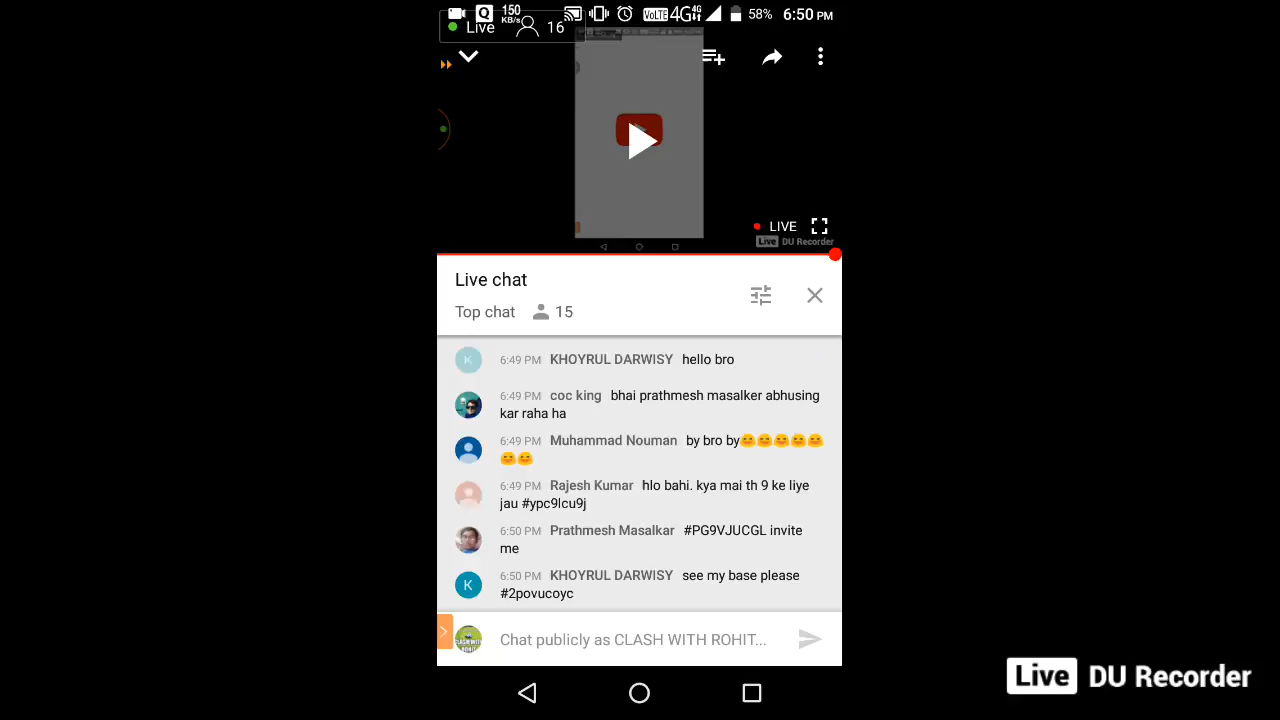 Live 16
150
KB/s
VoLTE 4G 4G 58% 6:50 PM
LIVE
Live DU Recorder
Live chat
Top chat 15
6:49 PM KHOYRUL DARWISY hello bro
6:49 PM coc king bhai prathmesh masalker abhusing
kar raha ha
6:49 PM Muhammad Nouman by bro by😄😄😄😄😄
😄😄
6:49 PM Rajesh Kumar hlo bahi. kya mai th 9 ke liye
jau #ypc9lcu9j
6:50 PM Prathmesh Masalkar #PG9VJUCGL invite
me
K
6:50 PM KHOYRUL DARWISY see my base please
#2povucoyc
Chat publicly as CLASH WITH ROHIT...
Live DU Recorder